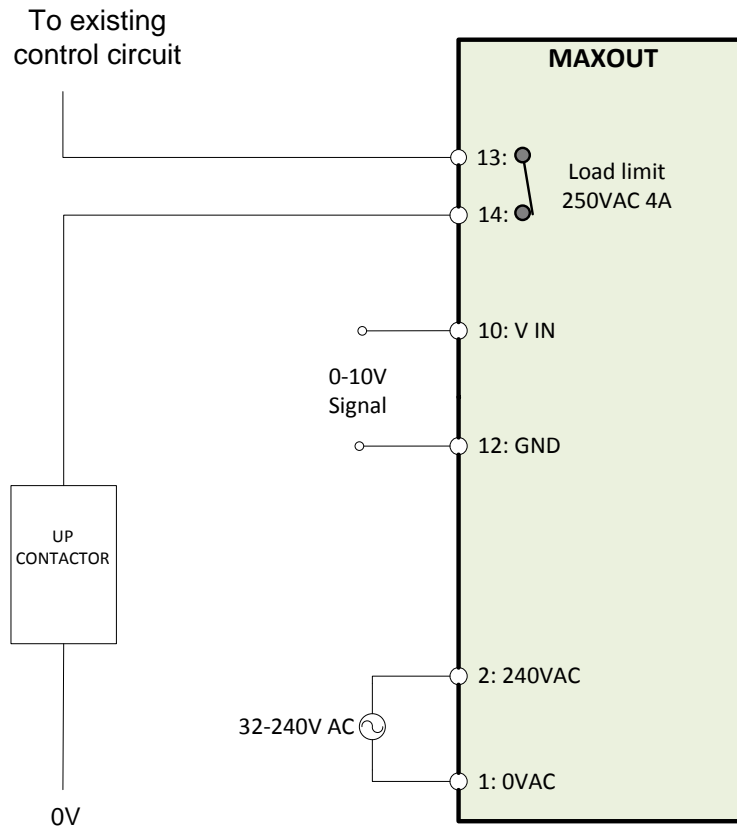 To existing
control circuit
MAXOUT
13:
Load limit
250VAC 4A
14:
10: V IN
0-10V
Signal
12: GND
UP
CONTACTOR
2: 240VAC
32-240V AC
1: 0VAC
0V